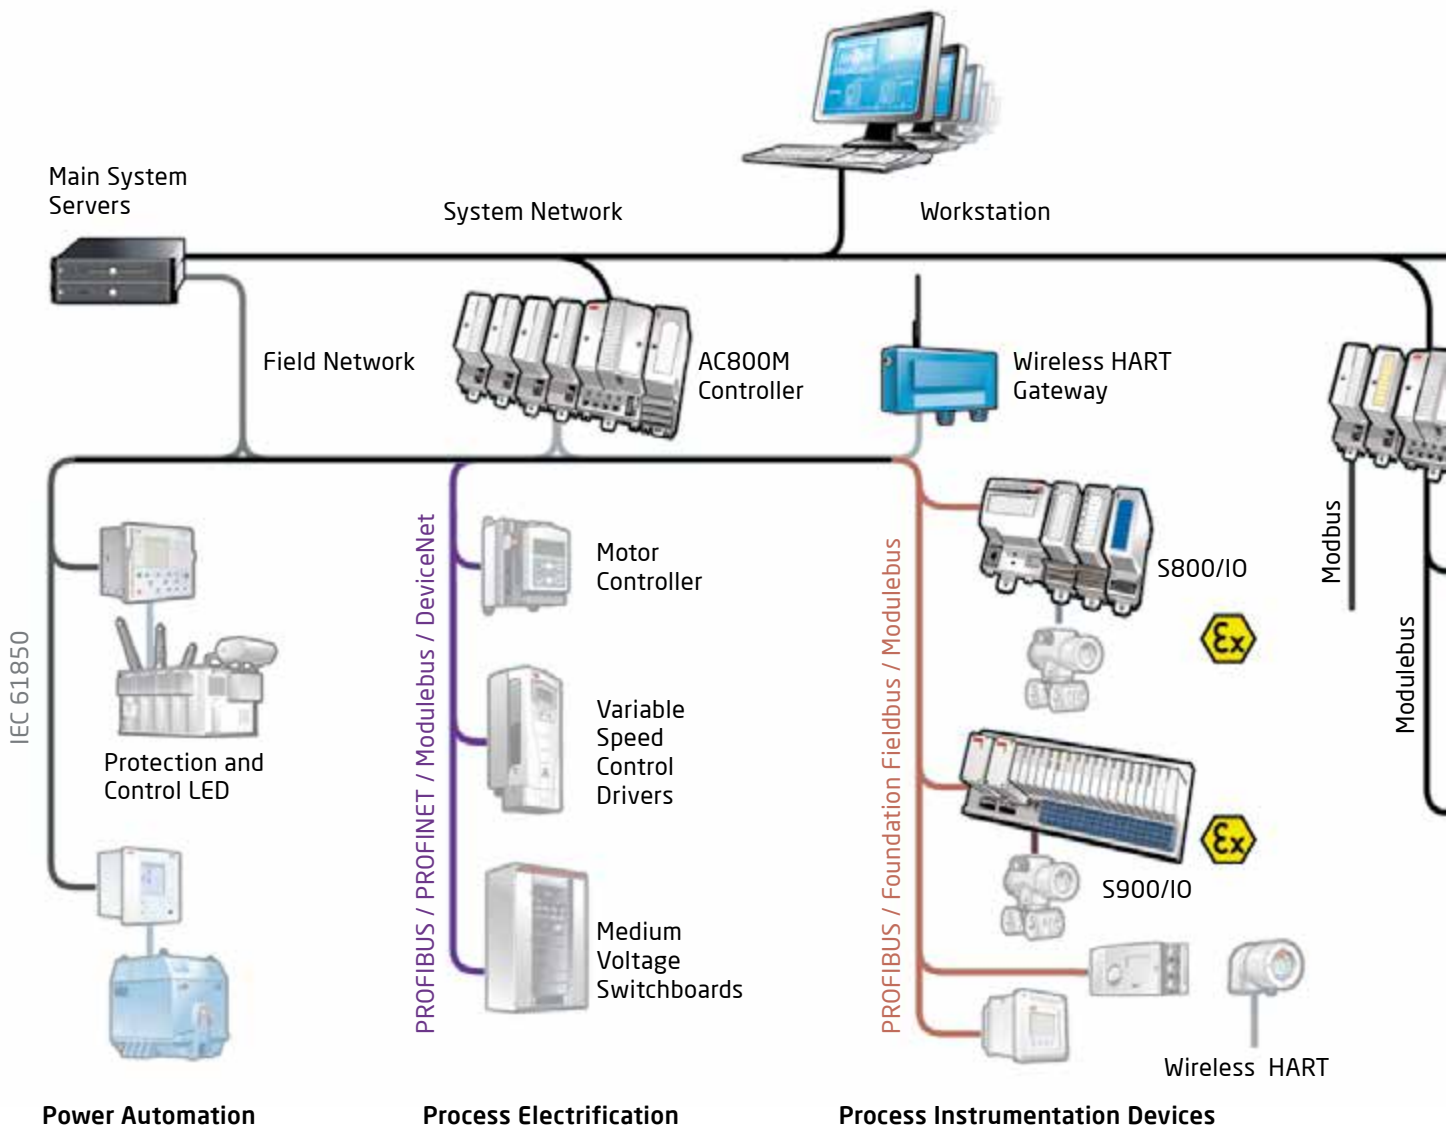 Main System
Servers
System Network
Workstation
Field Network
AC800M
Controller
Wireless HART
Gateway
IEC 61850
Protection and
Control LED
PROFIBUS / PROFINET / Modulebus / DeviceNet
Motor
Controller
Variable
Speed
Control
Drivers
Medium
Voltage
Switchboards
PROFIBUS / Foundation Fieldbus / Modulebus
S800/IO
Ɛx
S900/IO
Ɛx
Wireless HART
Modbus
Modulebus
Power Automation
Process Electrification
Process Instrumentation Devices